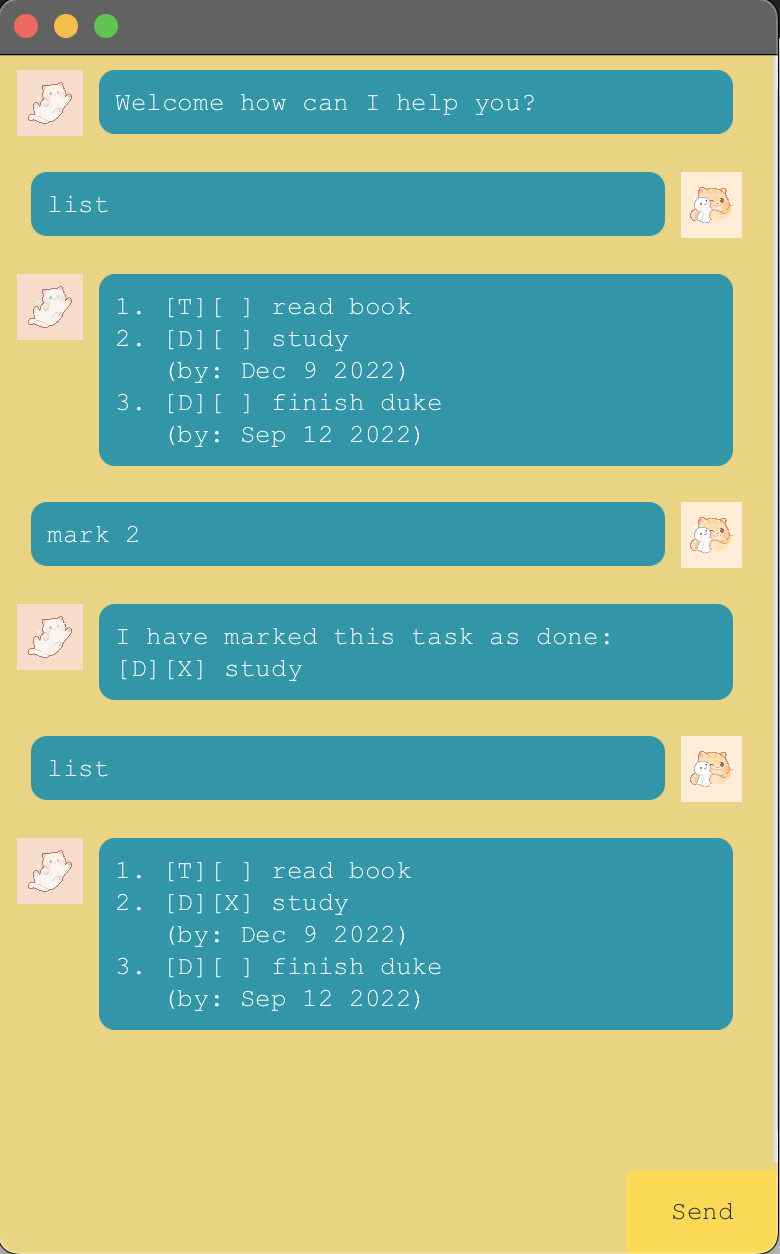 Welcome how can I help you?
list
1. [T][ ] read book
2. [D][ ] study
(by: Dec 9 2022)
3. [D][ ] finish duke
(by: Sep 12 2022)
mark 2
I have marked this task as done:
[D][X] study
list
1. [T][ ] read book
2. [D][X] study
(by: Dec 9 2022)
3. [D][ ] finish duke
(by: Sep 12 2022)
Send